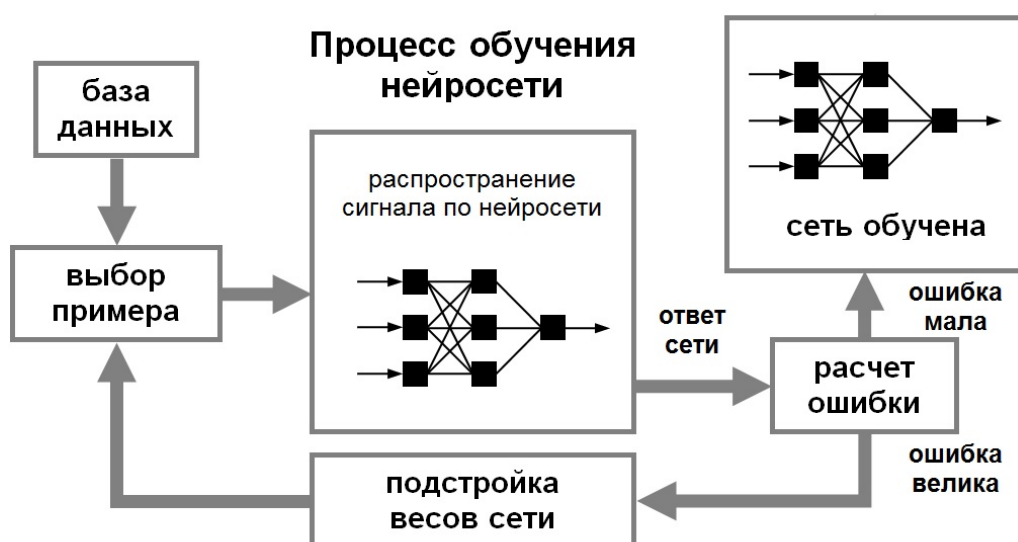 Процесс обучения
нейросети
база
данных
выбор
примера
распространение
сигнала по нейросети
ответ
сети
расчет
ошибки
ошибка
мала
сеть обучена
ошибка
велика
подстройка
весов сети